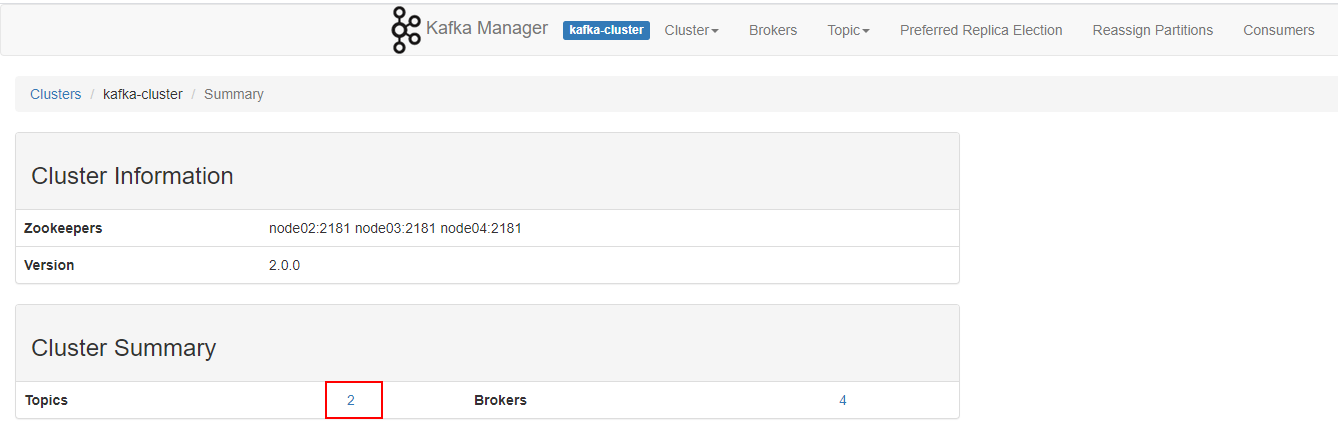 Kafka Manager kafka-cluster Cluster Brokers Topic Preferred Replica Election Reassign Partitions Consumers
Clusters / kafka-cluster / Summary
Cluster Information
Zookeepers node02:2181 node03:2181 node04:2181
Version 2.0.0
Cluster Summary
Topics 2 Brokers 4